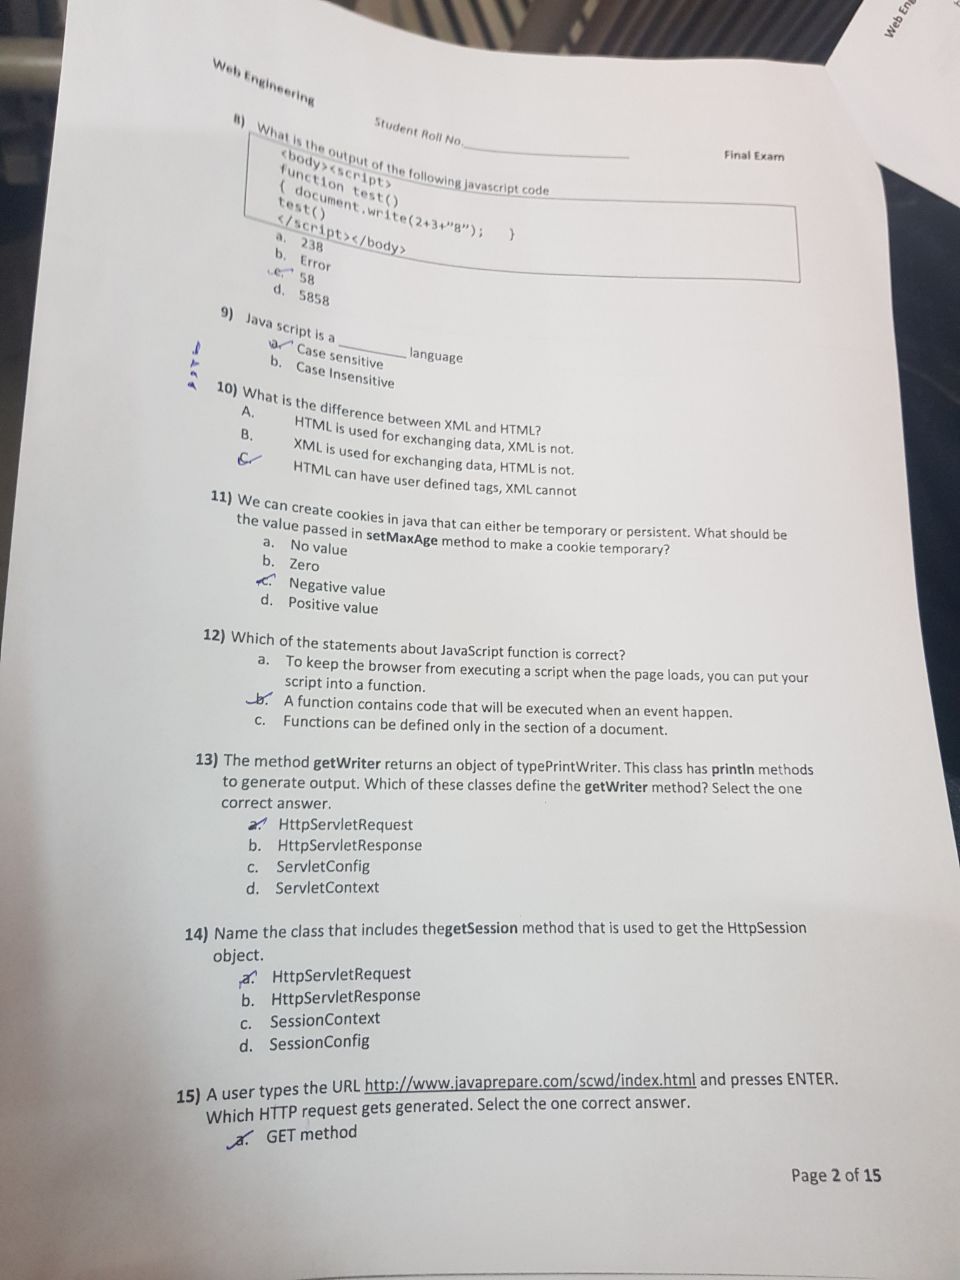 Web Engineering
Student Roll No.
Final Exam
8) What is the output of the following javascript code
<body><script>
function test()
{ document.write(2+3+"8"); }
test()
</script></body>
a. 238
b. Error
c. 58
d. 5858
9) Java script is a ________ language
a. Case sensitive
b. Case Insensitive
10) What is the difference between XML and HTML?
A. HTML is used for exchanging data, XML is not.
B. XML is used for exchanging data, HTML is not.
C. HTML can have user defined tags, XML cannot
11) We can create cookies in java that can either be temporary or persistent. What should be
the value passed in setMaxAge method to make a cookie temporary?
a. No value
b. Zero
c. Negative value
d. Positive value
12) Which of the statements about JavaScript function is correct?
a. To keep the browser from executing a script when the page loads, you can put your
script into a function.
b. A function contains code that will be executed when an event happen.
c. Functions can be defined only in the section of a document.
13) The method getWriter returns an object of typePrintWriter. This class has println methods
to generate output. Which of these classes define the getWriter method? Select the one
correct answer.
a. HttpServletRequest
b. HttpServletResponse
c. ServletConfig
d. ServletContext
14) Name the class that includes thegetSession method that is used to get the HttpSession
object.
a. HttpServletRequest
b. HttpServletResponse
c. SessionContext
d. SessionConfig
15) A user types the URL http://www.javaprepare.com/scwd/index.html and presses ENTER.
Which HTTP request gets generated. Select the one correct answer.
a. GET method
Page 2 of 15
Web Eng